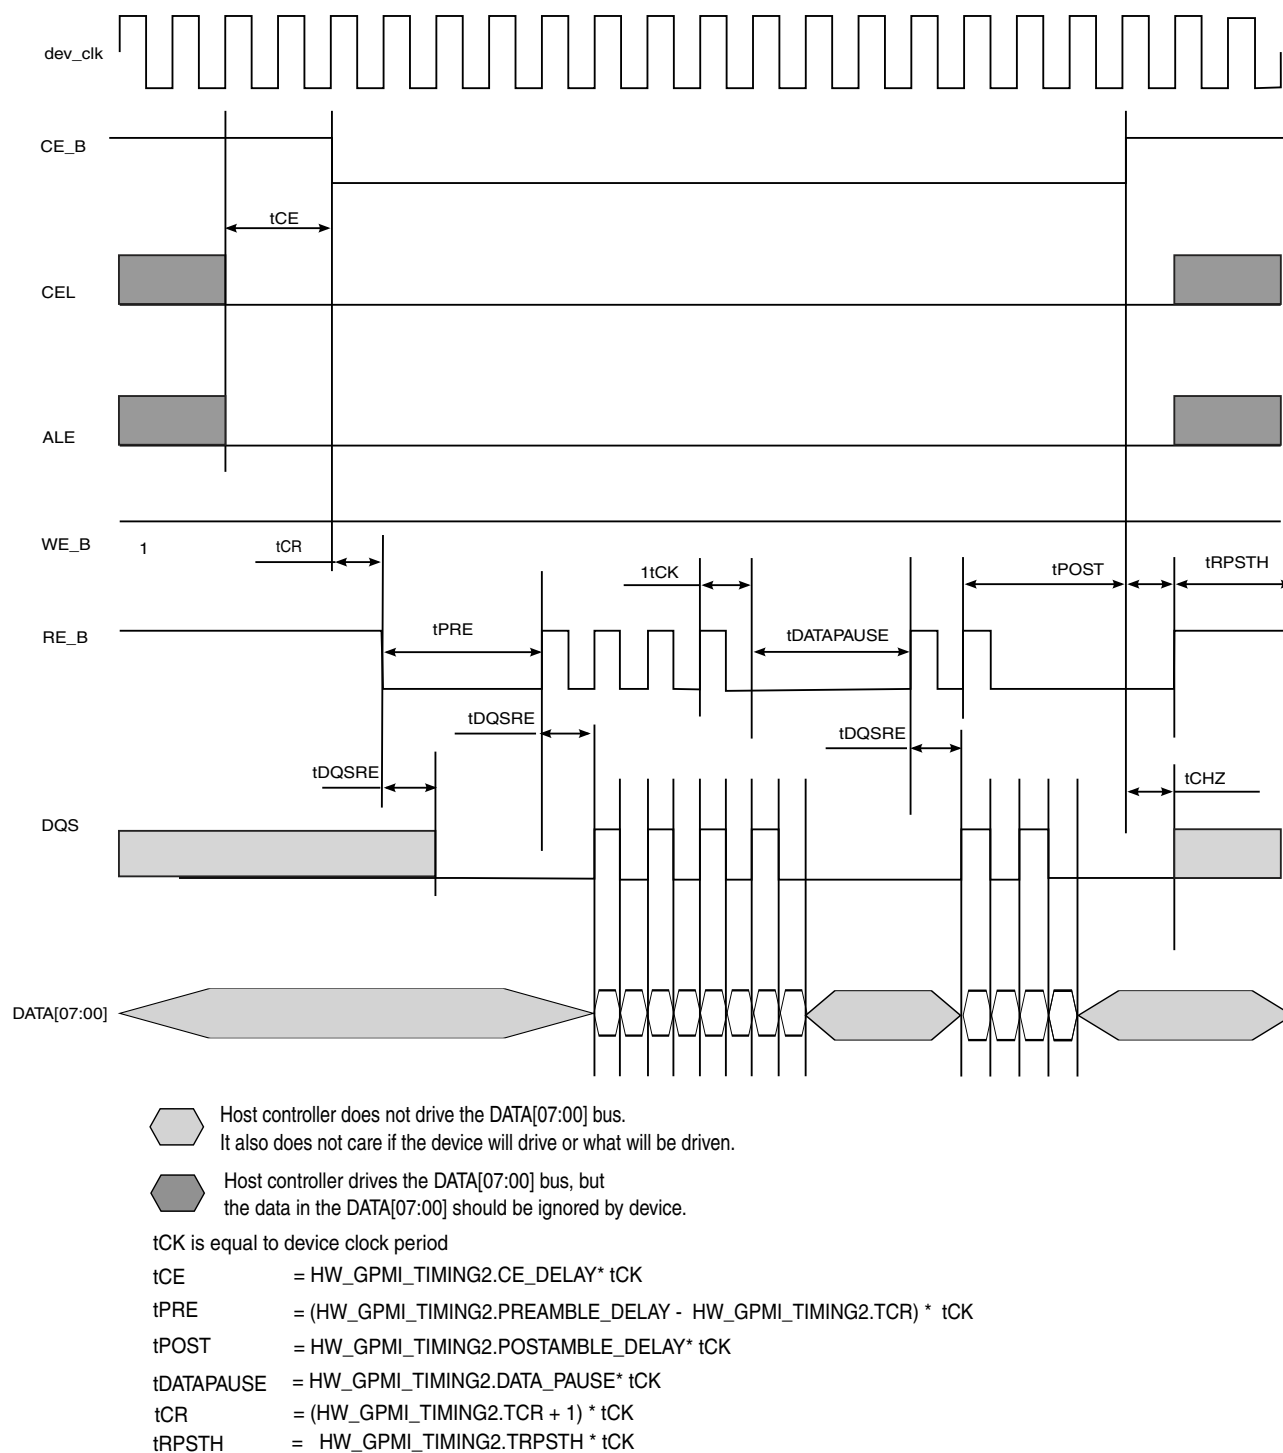 dev_clk
CE_B
tCE
CEL
ALE
WE_B
1
tCR
1tCK
tPOST
tRPSTH
RE_B
tPRE
tDATAPAUSE
tDQSRE
tDQSRE
tDQSRE
tCHZ
DQS
DATA[07:00]
Host controller does not drive the DATA[07:00] bus.
It also does not care if the device will drive or what will be driven.
Host controller drives the DATA[07:00] bus, but
the data in the DATA[07:00] should be ignored by device.
tCK is equal to device clock period
tCE = HW_GPMI_TIMING2.CE_DELAY* tCK
tPRE = (HW_GPMI_TIMING2.PREAMBLE_DELAY - HW_GPMI_TIMING2.TCR) * tCK
tPOST = HW_GPMI_TIMING2.POSTAMBLE_DELAY* tCK
tDATAPAUSE = HW_GPMI_TIMING2.DATA_PAUSE* tCK
tCR = (HW_GPMI_TIMING2.TCR + 1) * tCK
tRPSTH = HW_GPMI_TIMING2.TRPSTH * tCK